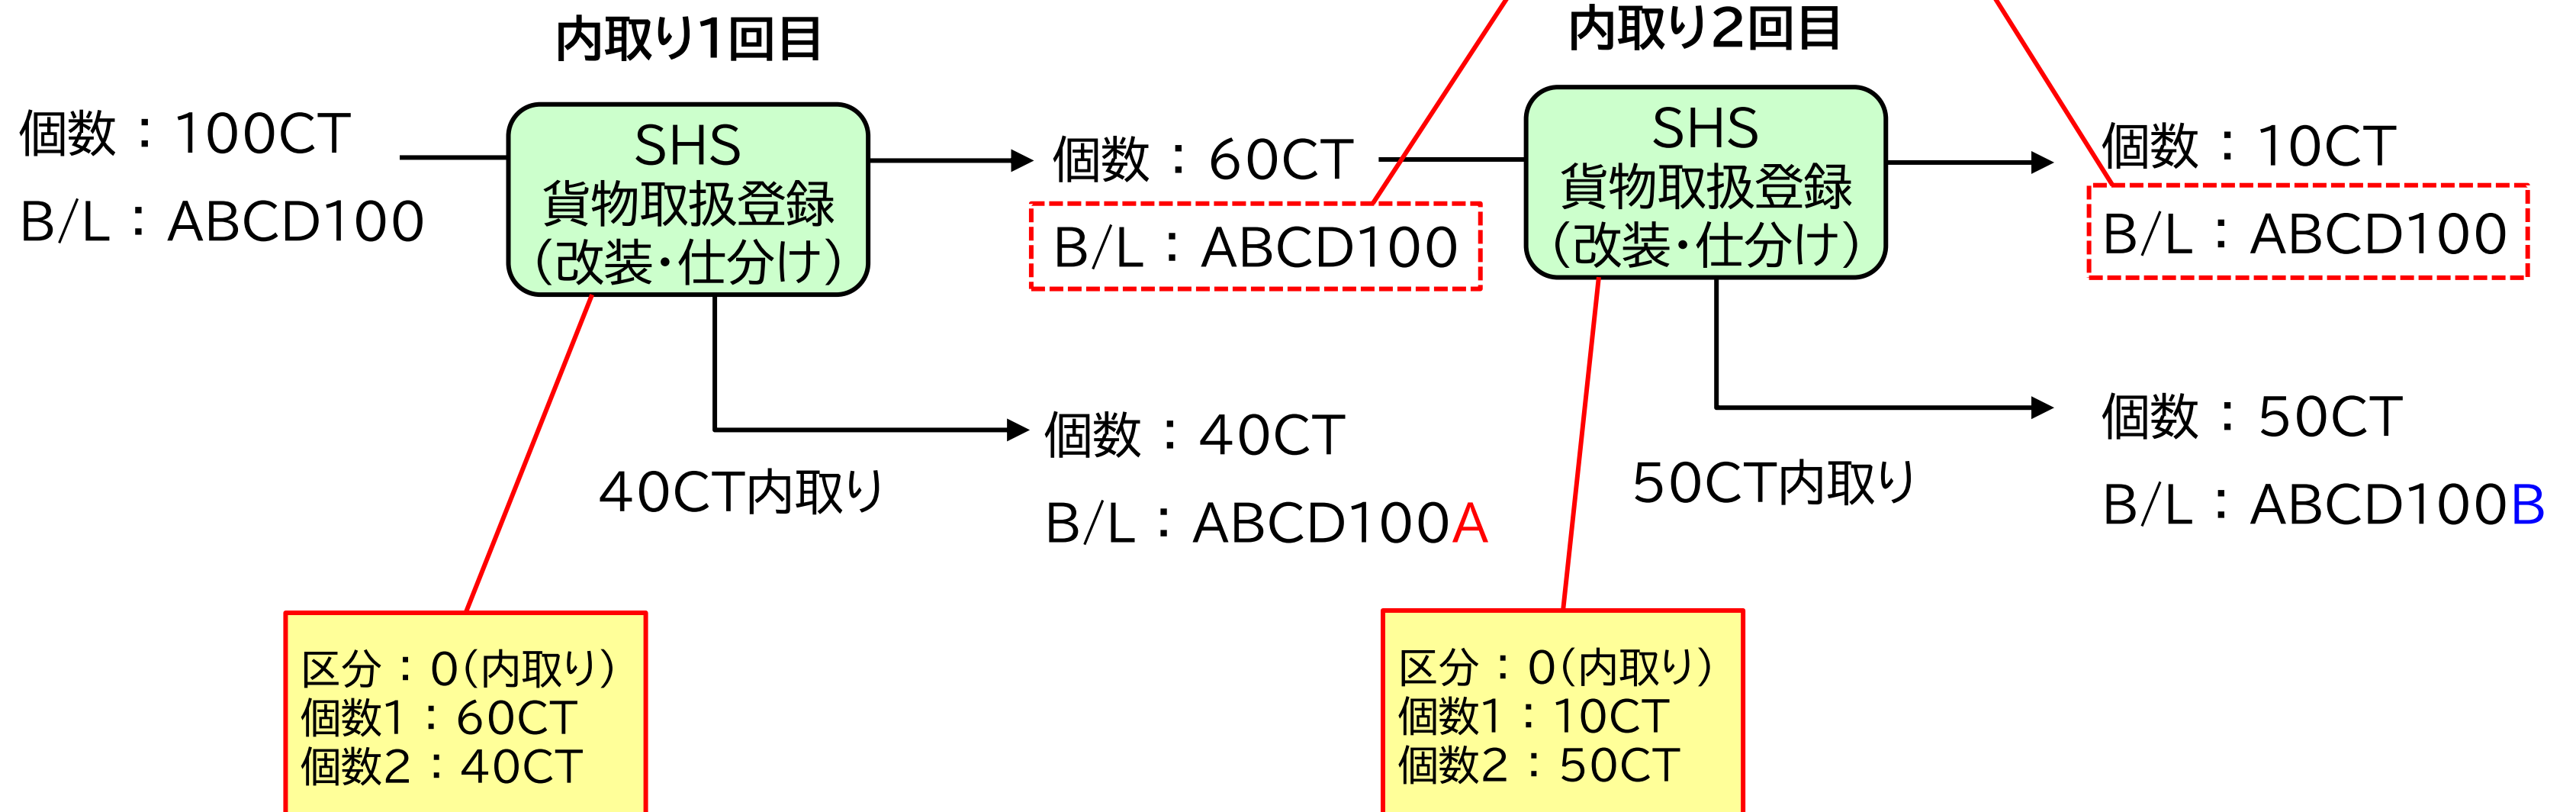 内取り1回目
個数：100CT
B/L：ABCD100
SHS
貨物取扱登録
(改装・仕分け)
個数：60CT
B/L：ABCD100
40CT内取り
個数：40CT
B/L：ABCD100A
区分：0(内取り)
個数1：60CT
個数2：40CT
内取り2回目
SHS
貨物取扱登録
(改装・仕分け)
個数：10CT
B/L：ABCD100
50CT内取り
個数：50CT
B/L：ABCD100B
区分：0(内取り)
個数1：10CT
個数2：50CT